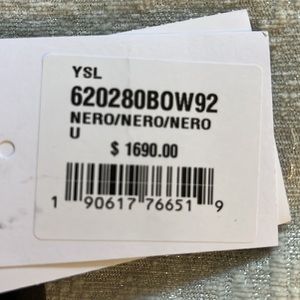 YSL
620280BOW92
NERO/NERO/NERO
U
$ 1690.00
1 90617 76651 9